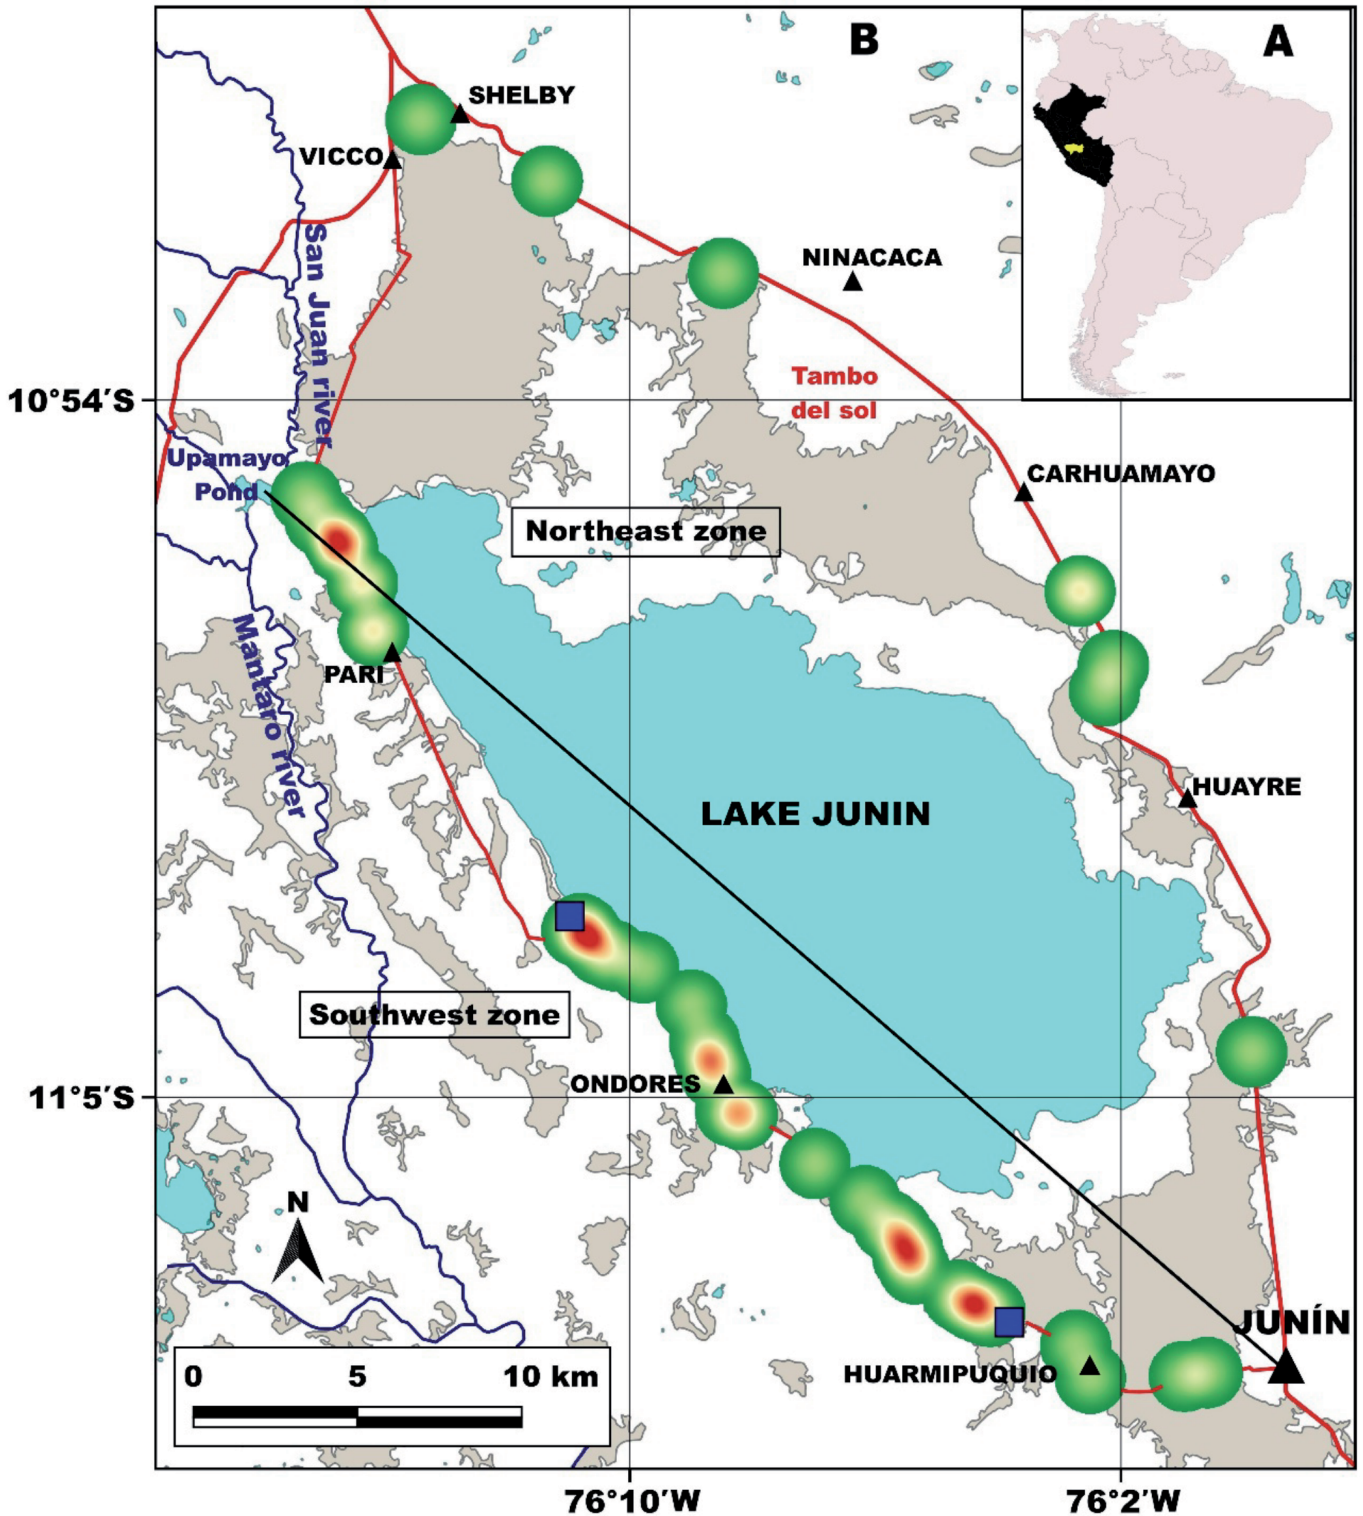 B
A
SHELBY
VICCO
San Juan river
NINACACA
Tambo
del sol
10°54′S
Upamayo
Pond
CARHUAMAYO
Northeast zone
Mantaro river
PARI
HUAYRE
LAKE JUNIN
Southwest zone
ONDORES
11°5′S
N
JUNÍN
HUARMIPUQUIO
0 5 10 km
76°10′W 76°2′W